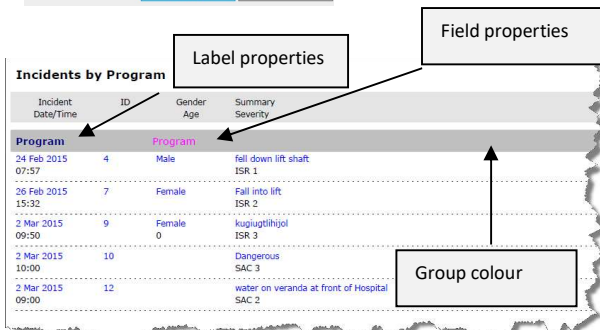 Field properties
Label properties
Incidents by Program
Incident ID Gender Summary
Date/Time Age Severity
Program Program
24 Feb 2015 4 Male fell down lift shaft
07:57 ISR 1
26 Feb 2015 7 Female Fall into lift
15:32 ISR 2
2 Mar 2015 9 Female kugiugtlihijol
09:50 0 ISR 3
2 Mar 2015 10 Dangerous
10:00 SAC 3
Group colour
2 Mar 2015 12 water on veranda at front of Hospital
09:00 SAC 2